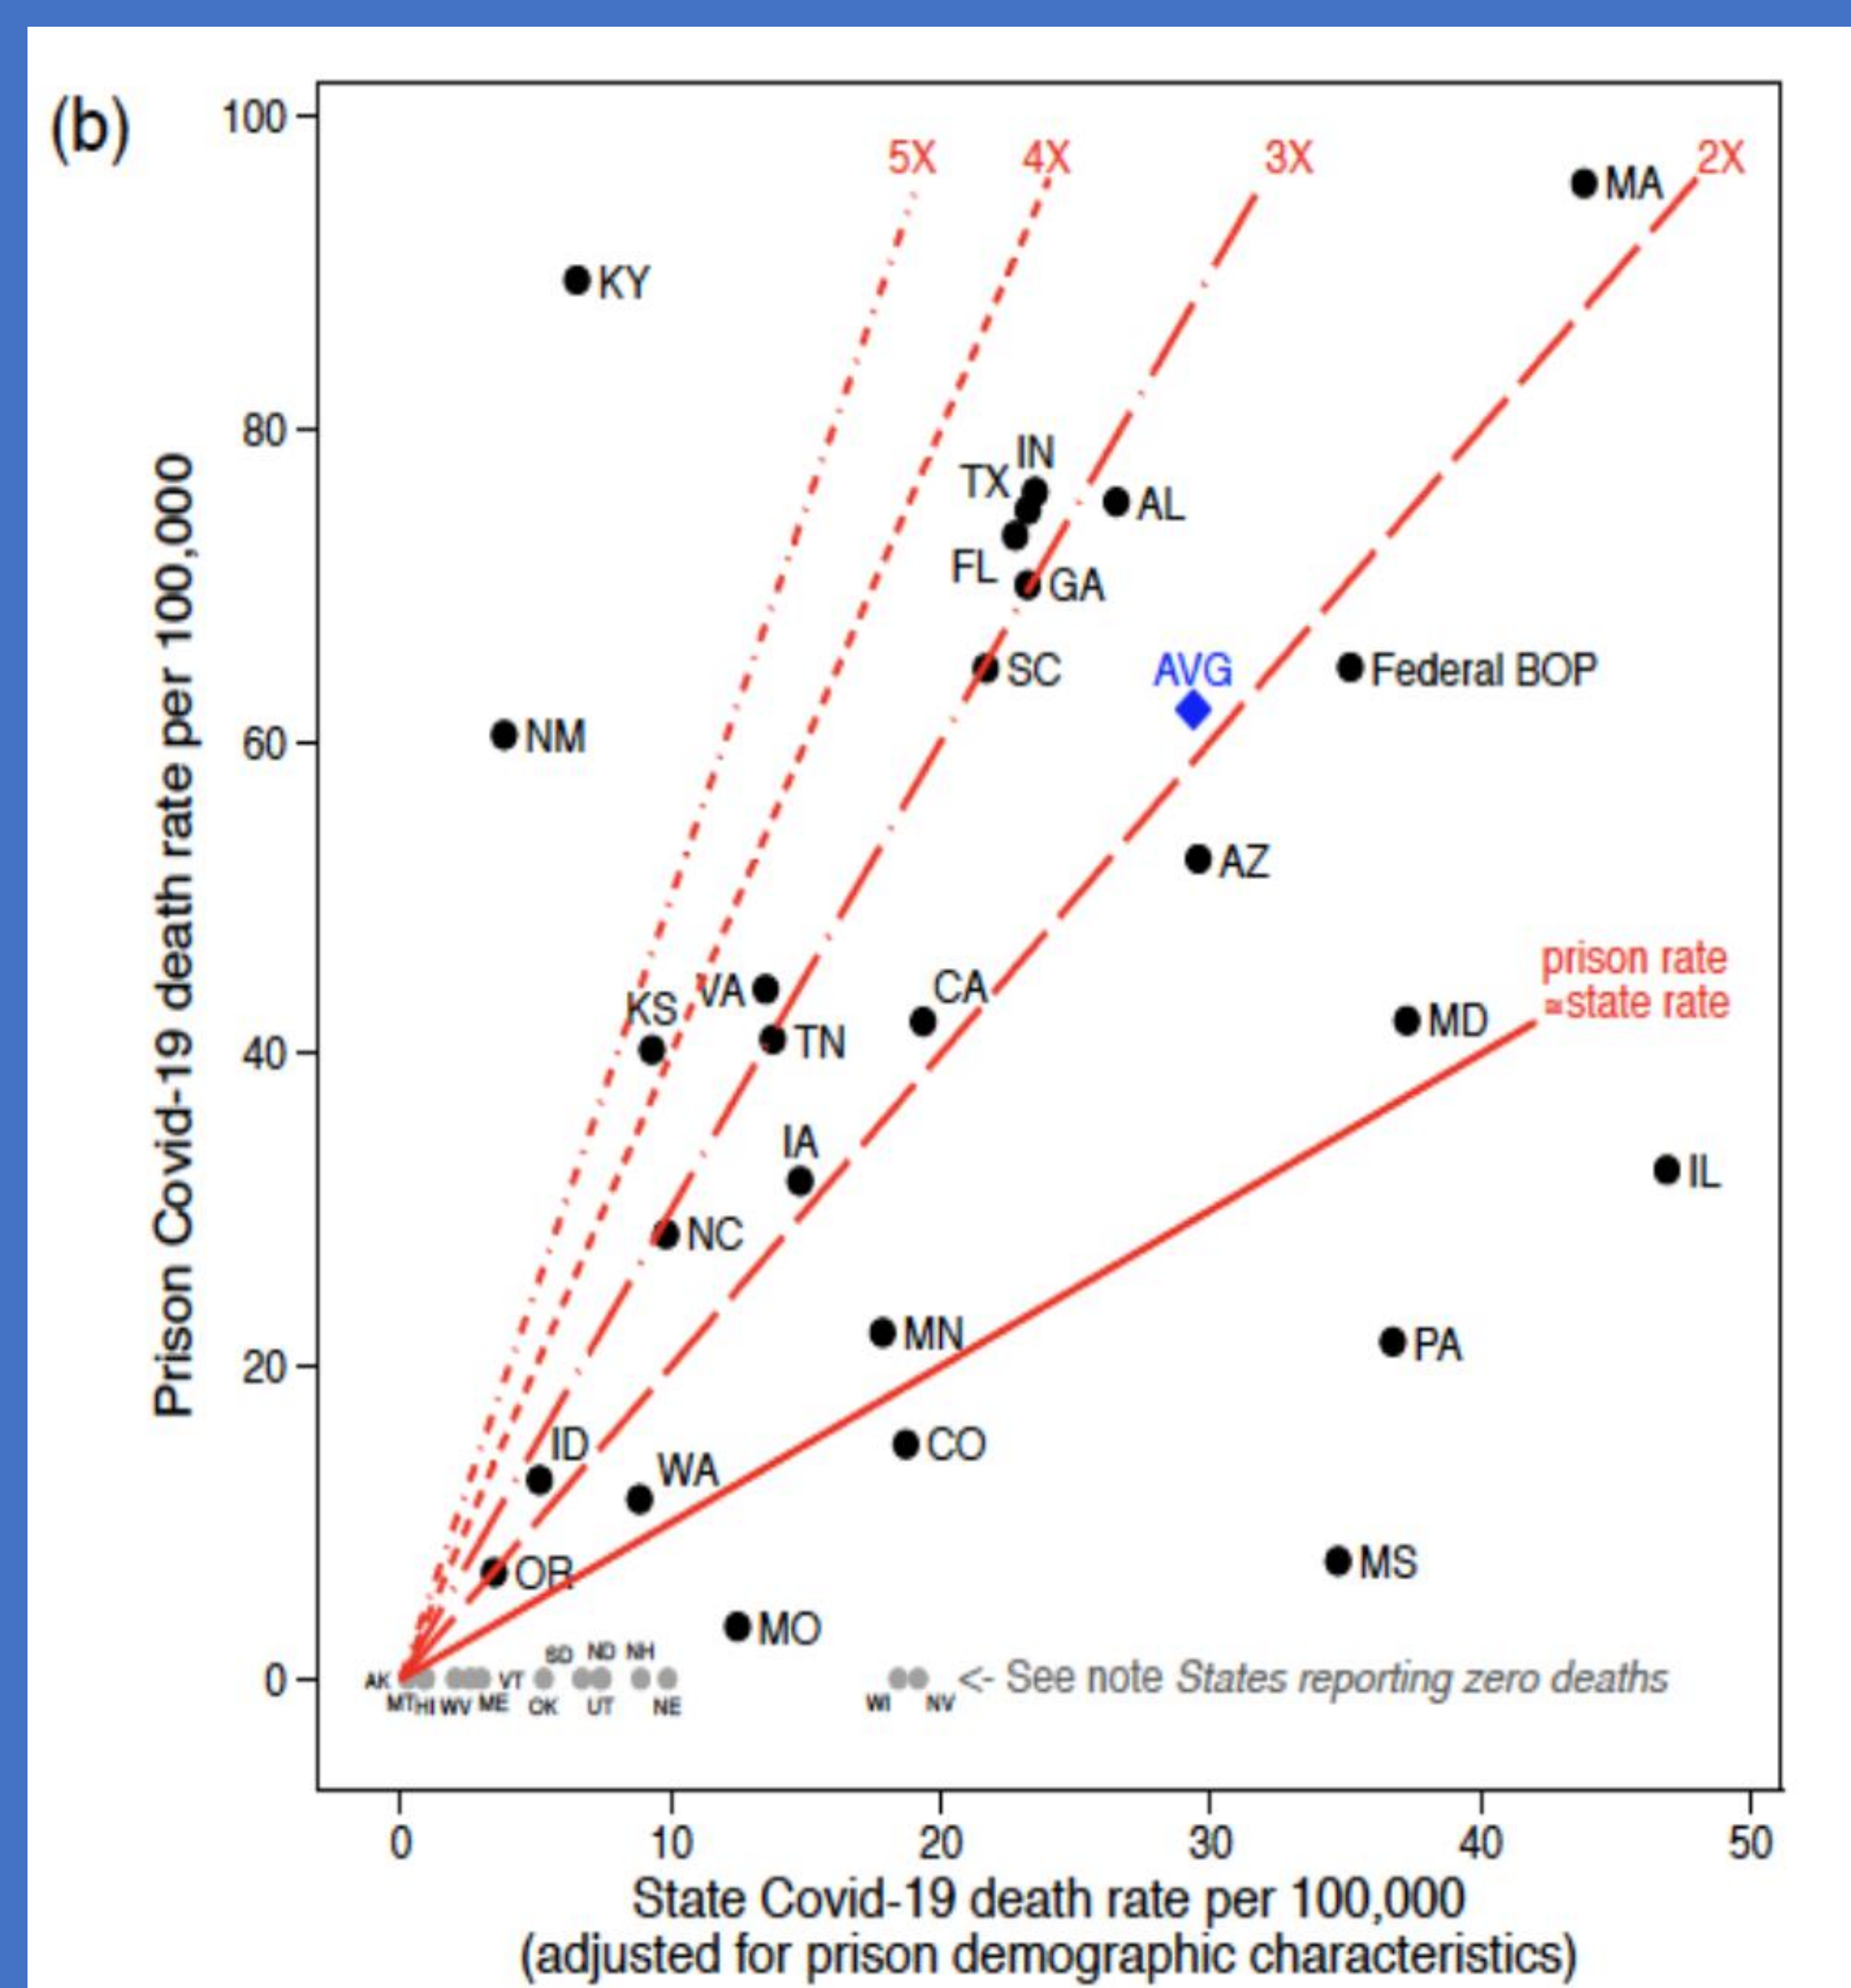 (b)
100
80
60
40
20
0
Prison Covid-19 death rate per 100,000
5X
4X
3X
2X
MA
KY
IN
TX
AL
FL
GA
SC
AVG
Federal BOP
NM
AZ
prison rate
≃state rate
VA
CA
KS
MD
TN
IA
IL
NC
MN
PA
ID
CO
WA
OR
MS
MO
SD
ND
NH
AK
VT
<- See note States reporting zero deaths
MT
HI
WV
ME
OK
UT
NE
WI
NV
0
10
20
30
40
50
State Covid-19 death rate per 100,000
(adjusted for prison demographic characteristics)